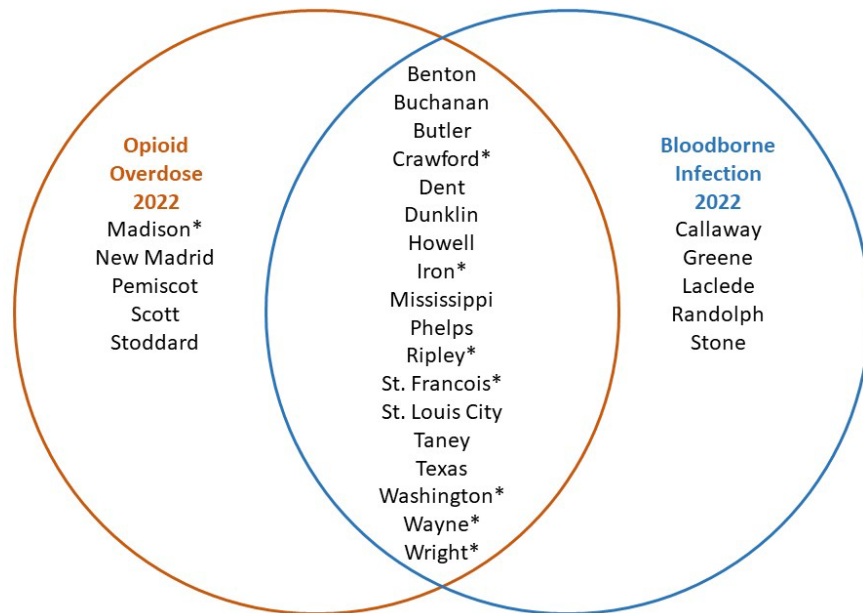 Opioid
Overdose
2022
Madison*
New Madrid
Pemiscot
Scott
Stoddard
Benton
Buchanan
Butler
Crawford*
Dent
Dunklin
Howell
Iron*
Mississippi
Phelps
Ripley*
St. Francois*
St. Louis City
Taney
Texas
Washington*
Wayne*
Wright*
Bloodborne
Infection
2022
Callaway
Greene
Laclede
Randolph
Stone